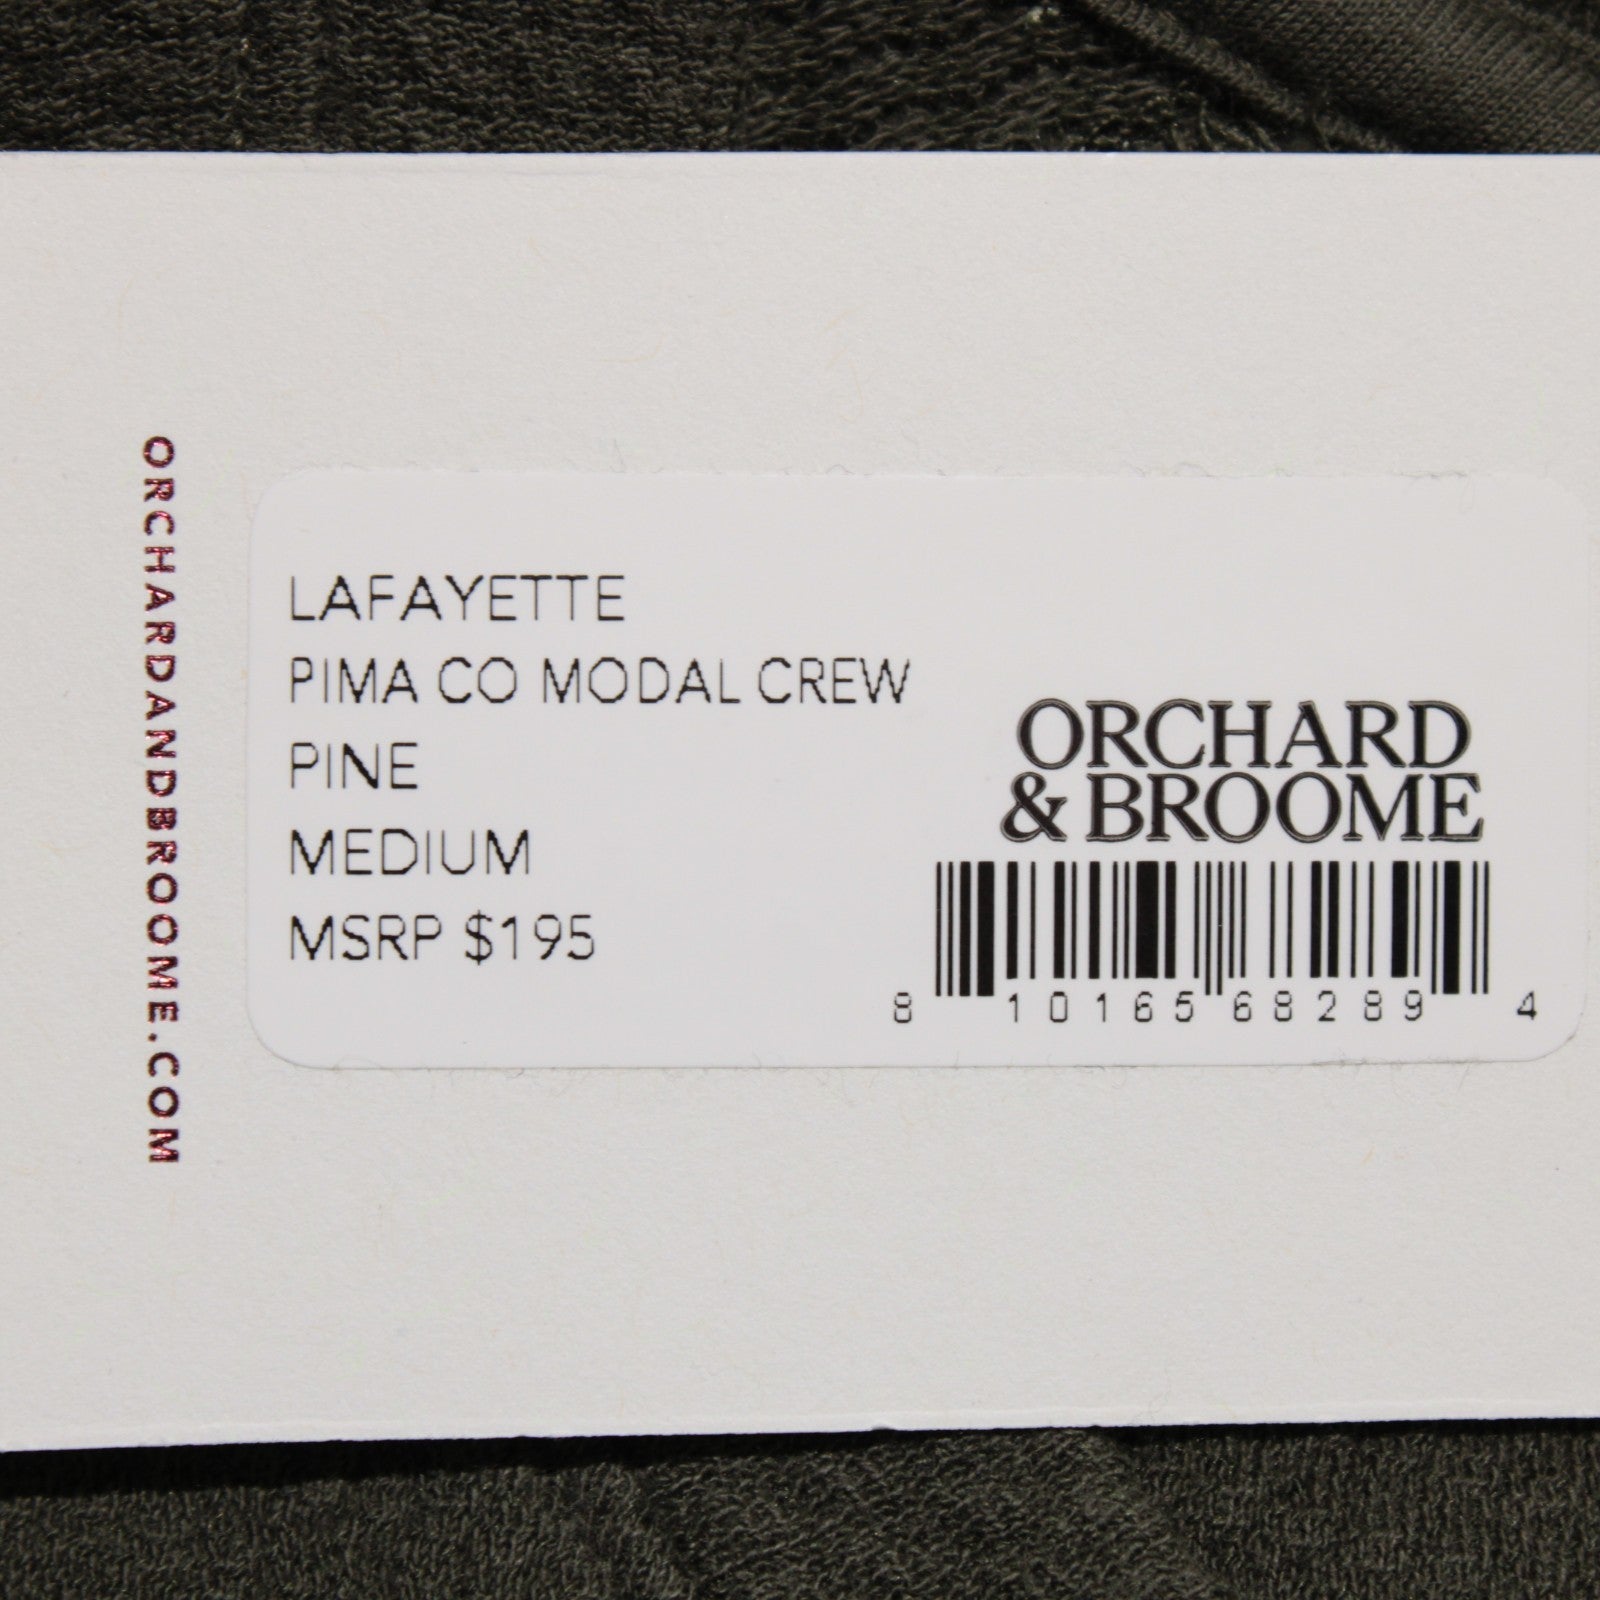 ORCHARDANDBROOME.COM
LAFAYETTE
PIMA CO MODAL CREW
PINE
MEDIUM
MSRP $195
ORCHARD
& BROOME
8 10165 68289 4